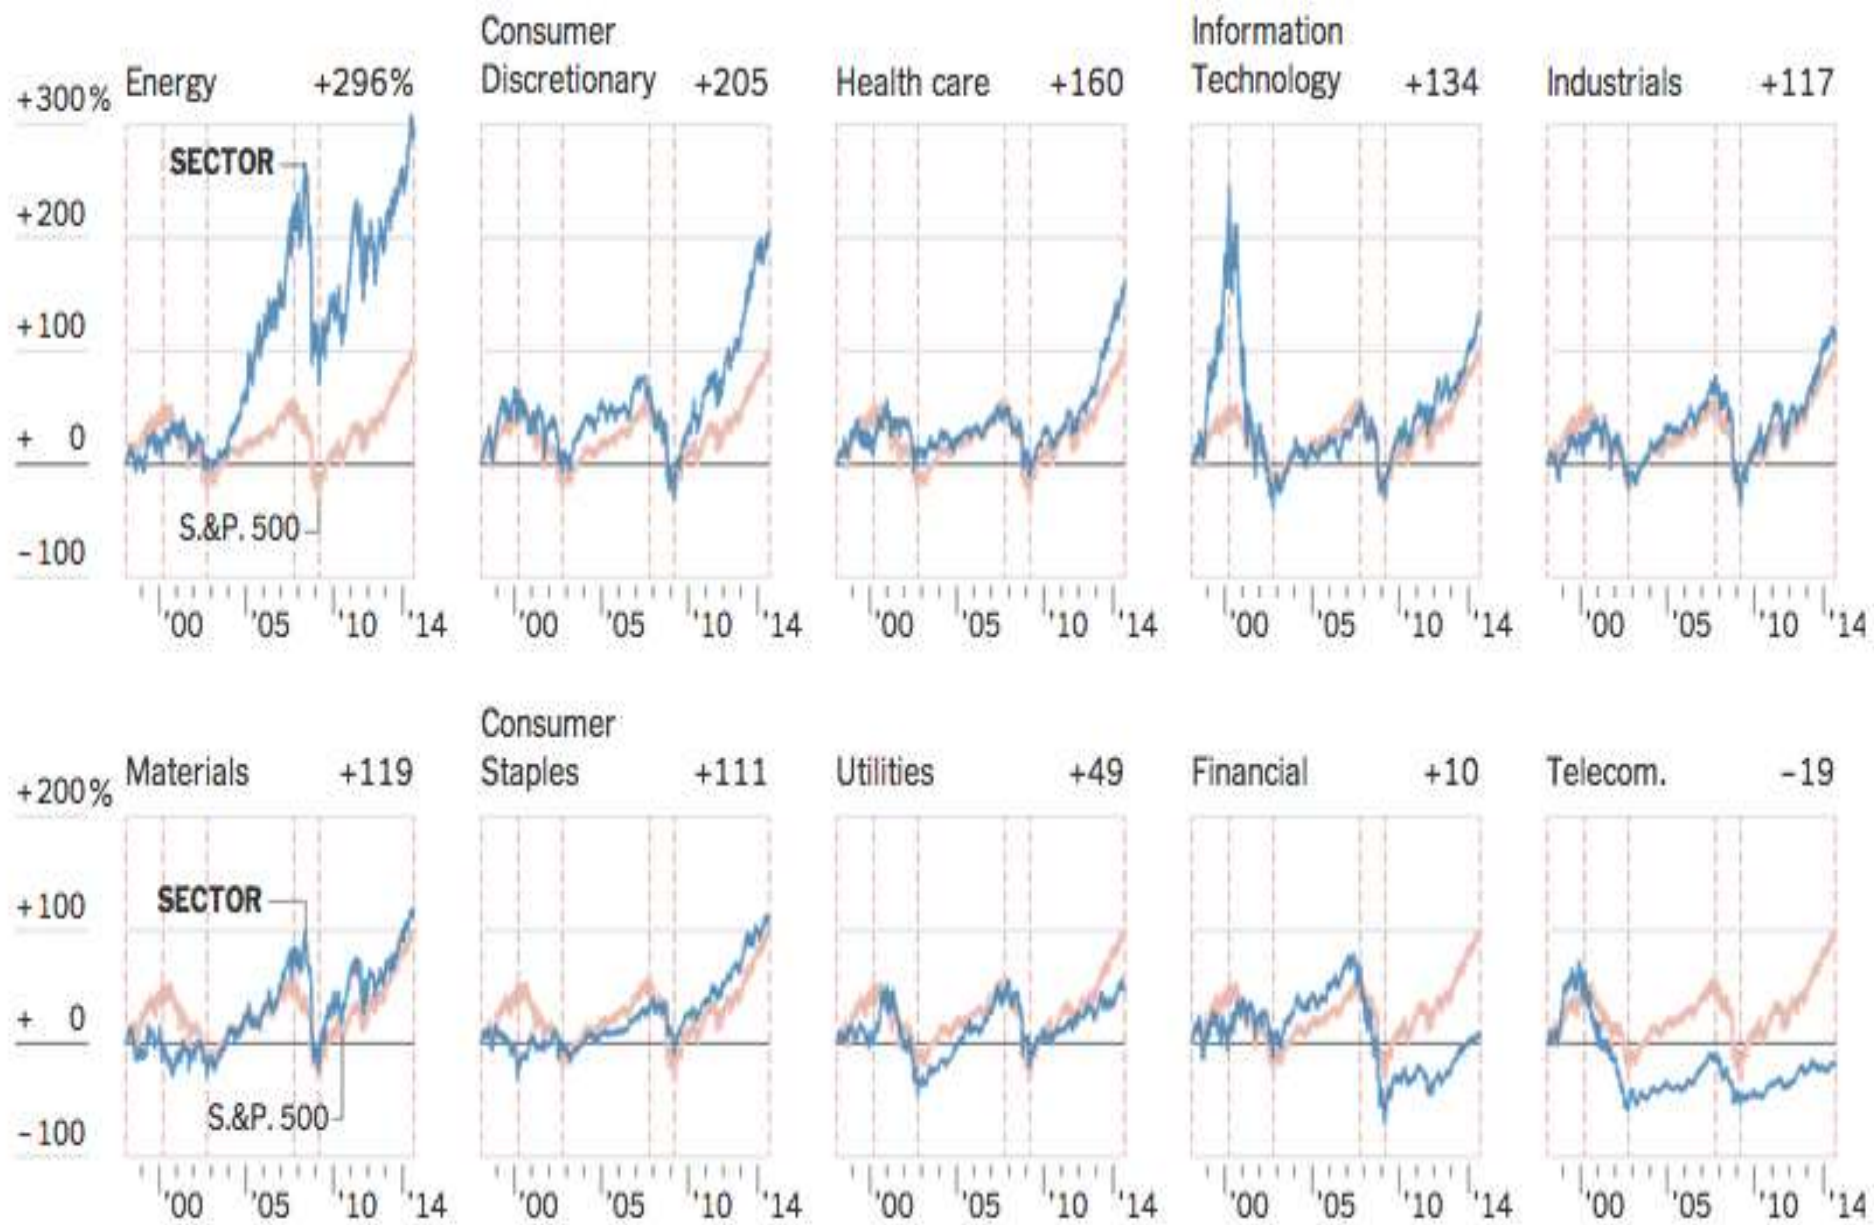 Energy +296%
Consumer
Discretionary +205
Health care +160
Information
Technology +134
Industrials +117
+300%
+200
+100
+ 0
-100
SECTOR
S.&P. 500
'00 '05 '10 '14
'00 '05 '10 '14
'00 '05 '10 '14
'00 '05 '10 '14
'00 '05 '10 '14
Materials +119
Consumer
Staples +111
Utilities +49
Financial +10
Telecom. -19
+200%
+100
+ 0
-100
SECTOR
S.&P. 500
'00 '05 '10 '14
'00 '05 '10 '14
'00 '05 '10 '14
'00 '05 '10 '14
'00 '05 '10 '14